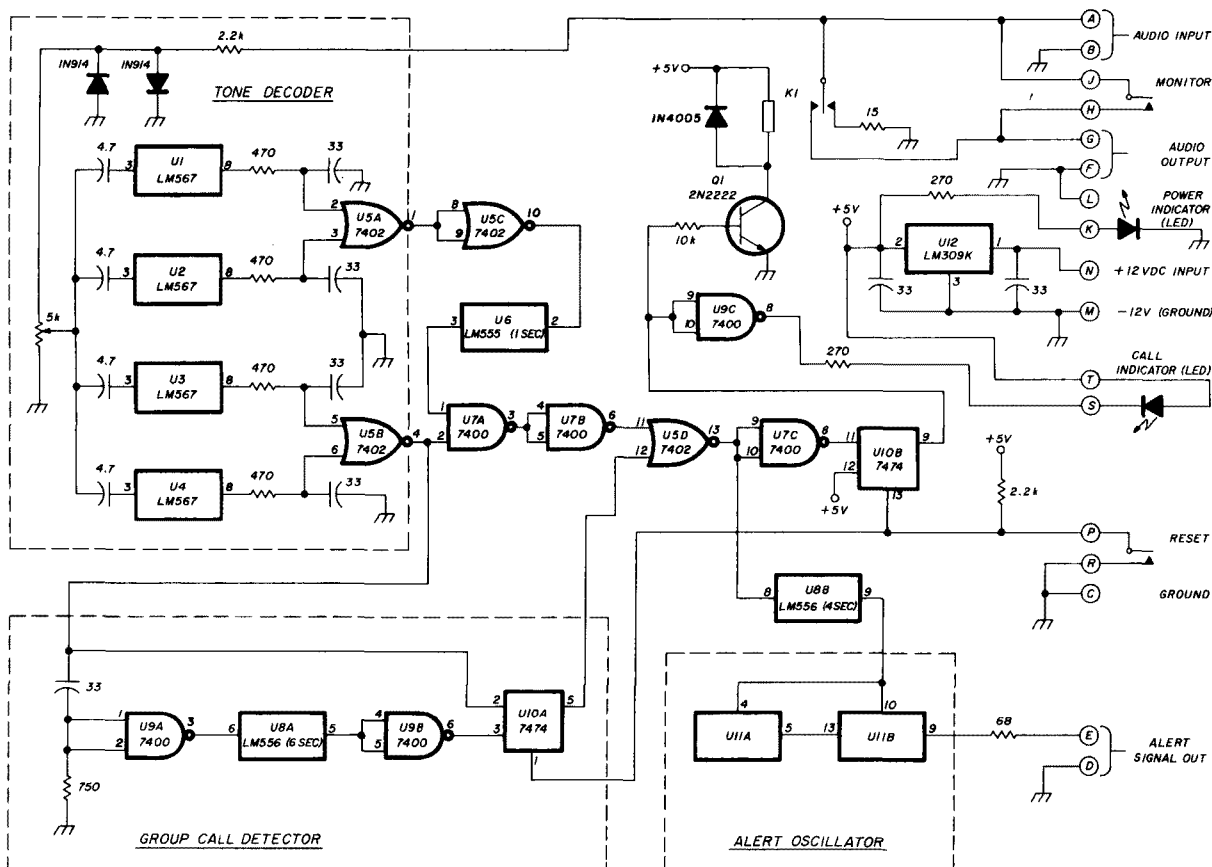 2.2k
A
AUDIO INPUT
B
1N914
1N914
TONE DECODER
+5V
K1
J
MONITOR
H
1N4005
15
G
AUDIO
OUTPUT
F
4.7
3
U1
LM567
8
470
33
2
3
U5A
7402
1
8
9
U5C
7402
10
Q1
2N2222
10k
270
L
POWER
INDICATOR
(LED)
K
+5V
2
U12
LM309K
1
3
33
33
N
+12VDC INPUT
M
-12V (GROUND)
4.7
3
U2
LM567
8
470
33
5k
3
U6
LM555 (1 SEC)
2
9
10
U9C
7400
8
270
CALL
INDICATOR (LED)
T
S
4.7
3
U3
LM567
8
470
33
5
6
U5B
7402
4
1
2
U7A
7400
3
4
5
U7B
7400
6
11
12
U5D
7402
13
9
10
U7C
7400
8
11
12
U10B
7474
9
13
+5V
+5V
2.2k
4.7
3
U4
LM567
8
470
33
P
RESET
R
C
GROUND
8
U8B
LM556 (4SEC)
9
33
1
2
U9A
7400
3
6
U8A
LM556 (6 SEC)
5
4
5
U9B
7400
6
2
3
U10A
7474
5
1
750
GROUP CALL DETECTOR
4
U11A
5
13
10
U11B
9
68
E
ALERT
SIGNAL OUT
D
ALERT OSCILLATOR